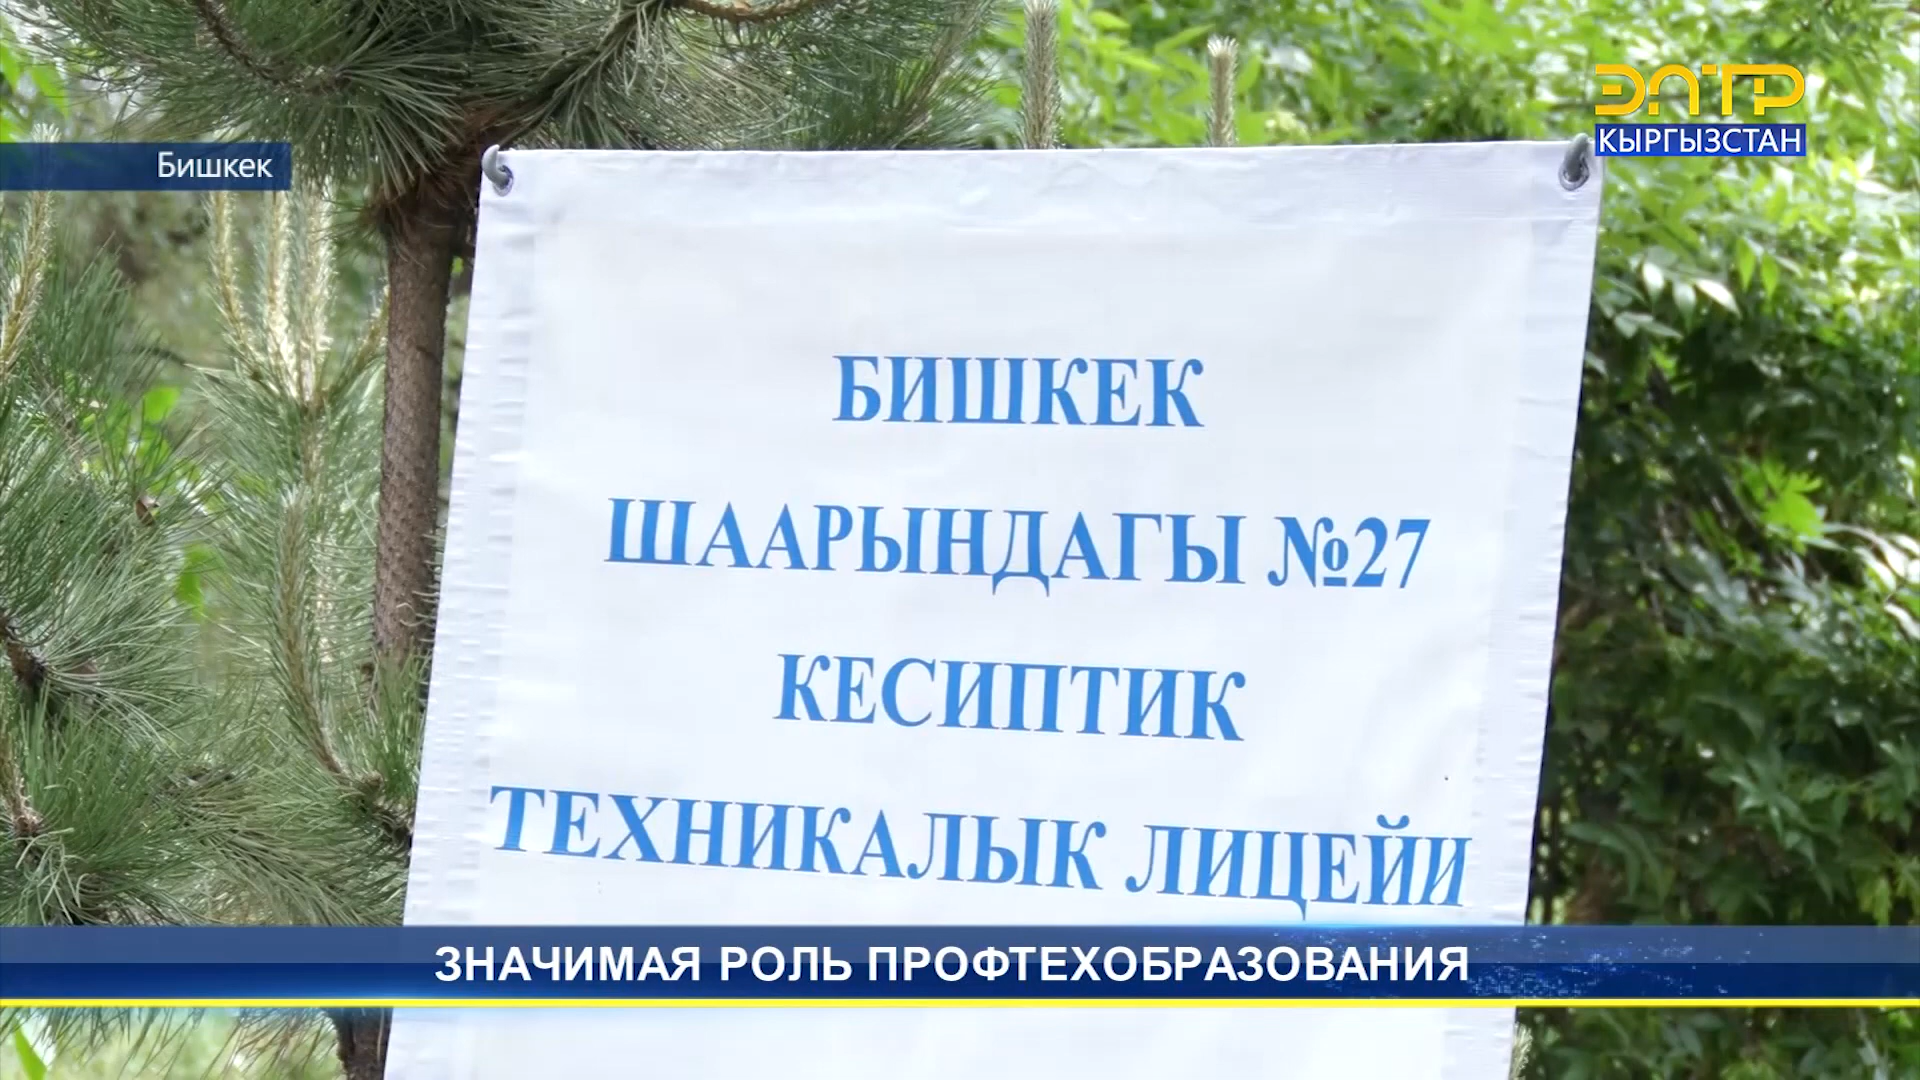 ЭЛТР
КЫРГЫЗСТАН
Бишкек
БИШКЕК
ШААРЫНДАГЫ №27
КЕСИПТИК
ТЕХНИКАЛЫК ЛИЦЕЙИ
ЗНАЧИМАЯ РОЛЬ ПРОФТЕХОБРАЗОВАНИЯ